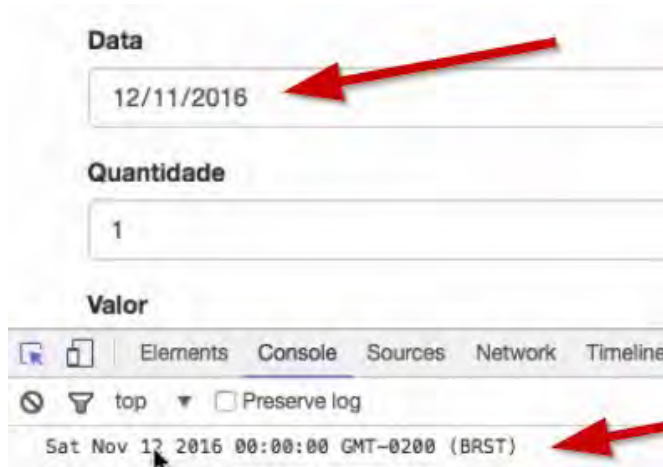 Data
12/11/2016
Quantidade
1
Valor
Elements Console Sources Network Timeline
top ▼ Preserve log
Sat Nov 12 2016 00:00:00 GMT-0200 (BRST)